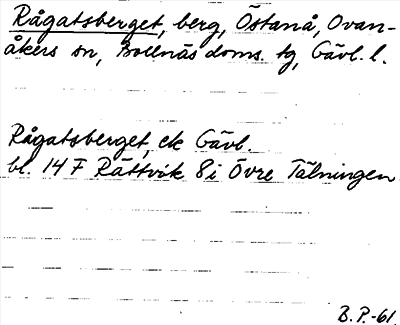 Rågatsberget, berg, Östanå, Ovan-
åkers sn, Bollnäs doms. tg, Gävl. l.
Rågatsberget, ek Gävl.
bl. 14 F Rättvik 8i Övre Tälningen
B.P.-61.